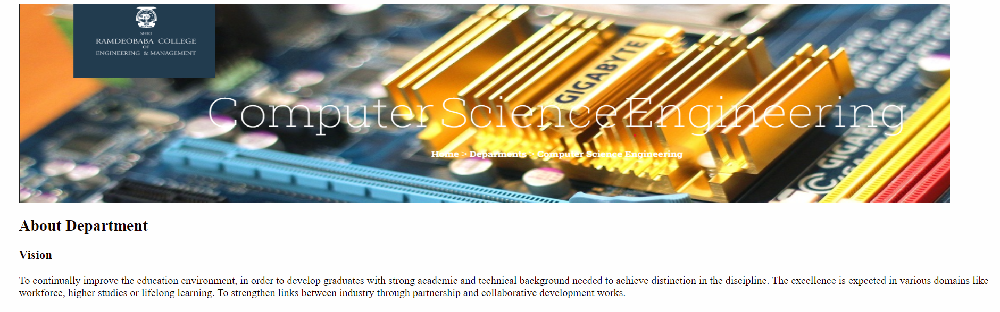 SHRI
RAMDEOBABA COLLEGE
OF
ENGINEERING & MANAGEMENT
GIGABYTE
Computer Science Engineering
Home > Deparments > Computer Science Engineering
About Department
Vision
To continually improve the education environment, in order to develop graduates with strong academic and technical background needed to achieve distinction in the discipline. The excellence is expected in various domains like
workforce, higher studies or lifelong learning. To strengthen links between industry through partnership and collaborative development works.